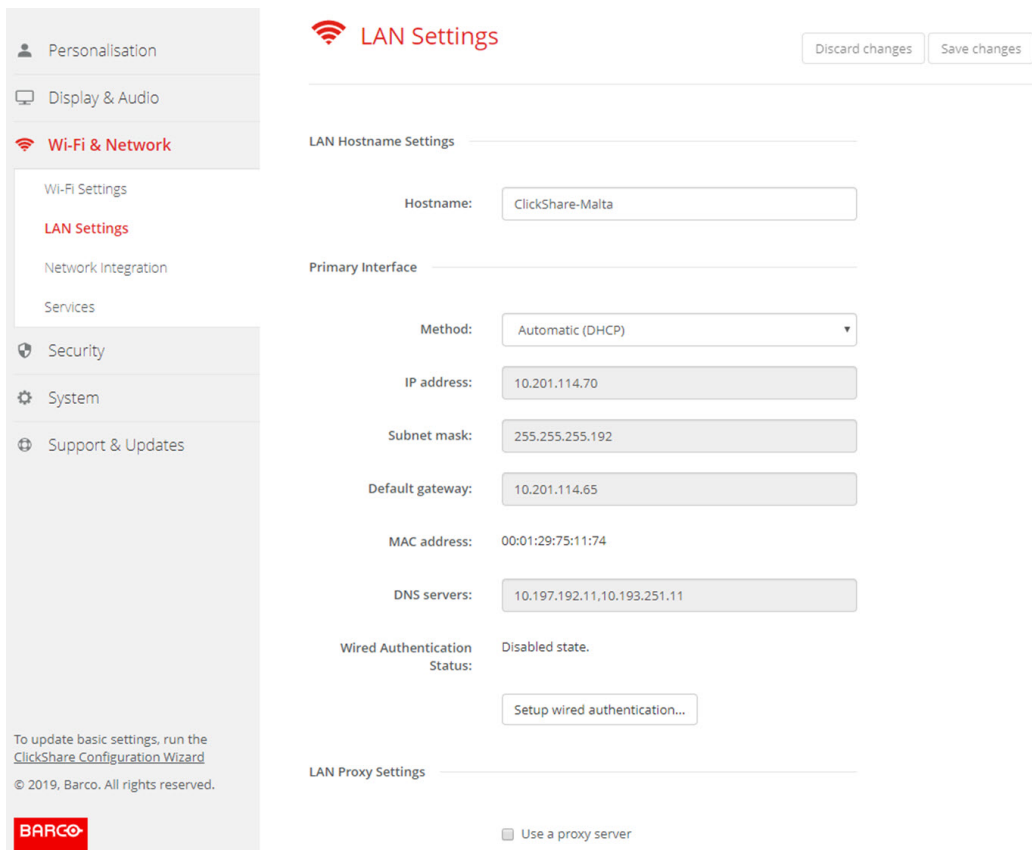 Personalisation
Display & Audio
Wi-Fi & Network
Wi-Fi Settings
LAN Settings
Network Integration
Services
Security
System
Support & Updates
To update basic settings, run the
ClickShare Configuration Wizard
© 2019, Barco. All rights reserved.
BARCO
LAN Settings
Discard changes
Save changes
LAN Hostname Settings
Hostname: ClickShare-Malta
Primary Interface
Method: Automatic (DHCP)
IP address: 10.201.114.70
Subnet mask: 255.255.255.192
Default gateway: 10.201.114.65
MAC address: 00:01:29:75:11:74
DNS servers: 10.197.192.11,10.193.251.11
Wired Authentication Disabled state.
Status:
Setup wired authentication...
LAN Proxy Settings
Use a proxy server